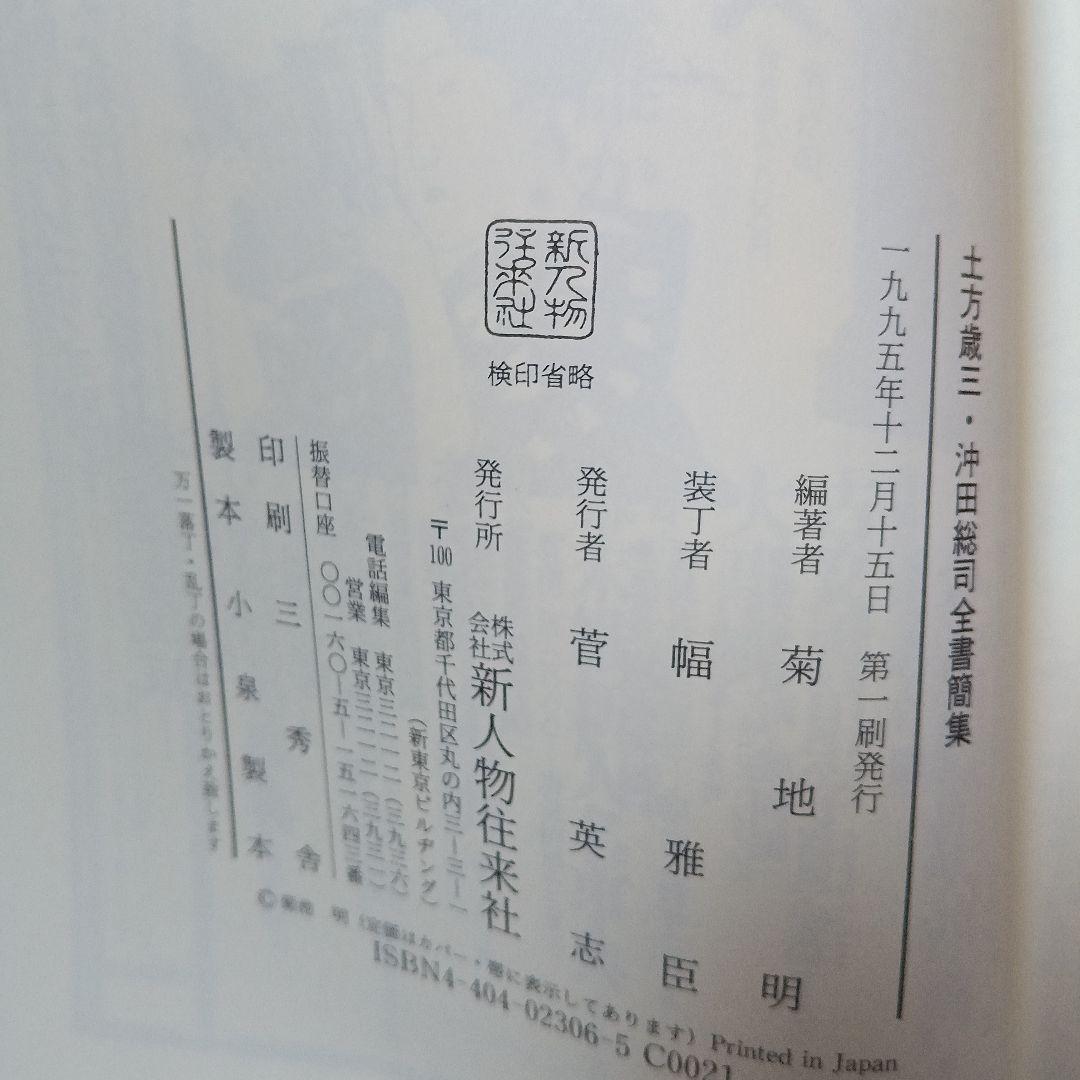 土方歳三・沖田総司全書簡集
一九九五年十二月十五日 第一刷発行
編著者 菊地 明
装丁者 幅 雅臣
発行者 菅 英志
発行所 株式会社 新人物往来社
〒100 東京都千代田区丸の内三—三—一
(新東京ビルヂング)
電話編集 東京三二一二(三九三六)
営業 東京三二一二(三九三一)
振替口座 〇〇一六〇—五—一五一六四三番
印刷 三秀舎
製本 小泉製本
万一落丁・乱丁の場合はおとりかえ致します
新人物往来社
検印省略
©菊地 明(定価はカバー・帯に表示してあります) Printed in Japan
ISBN4-404-02306-5 C0021